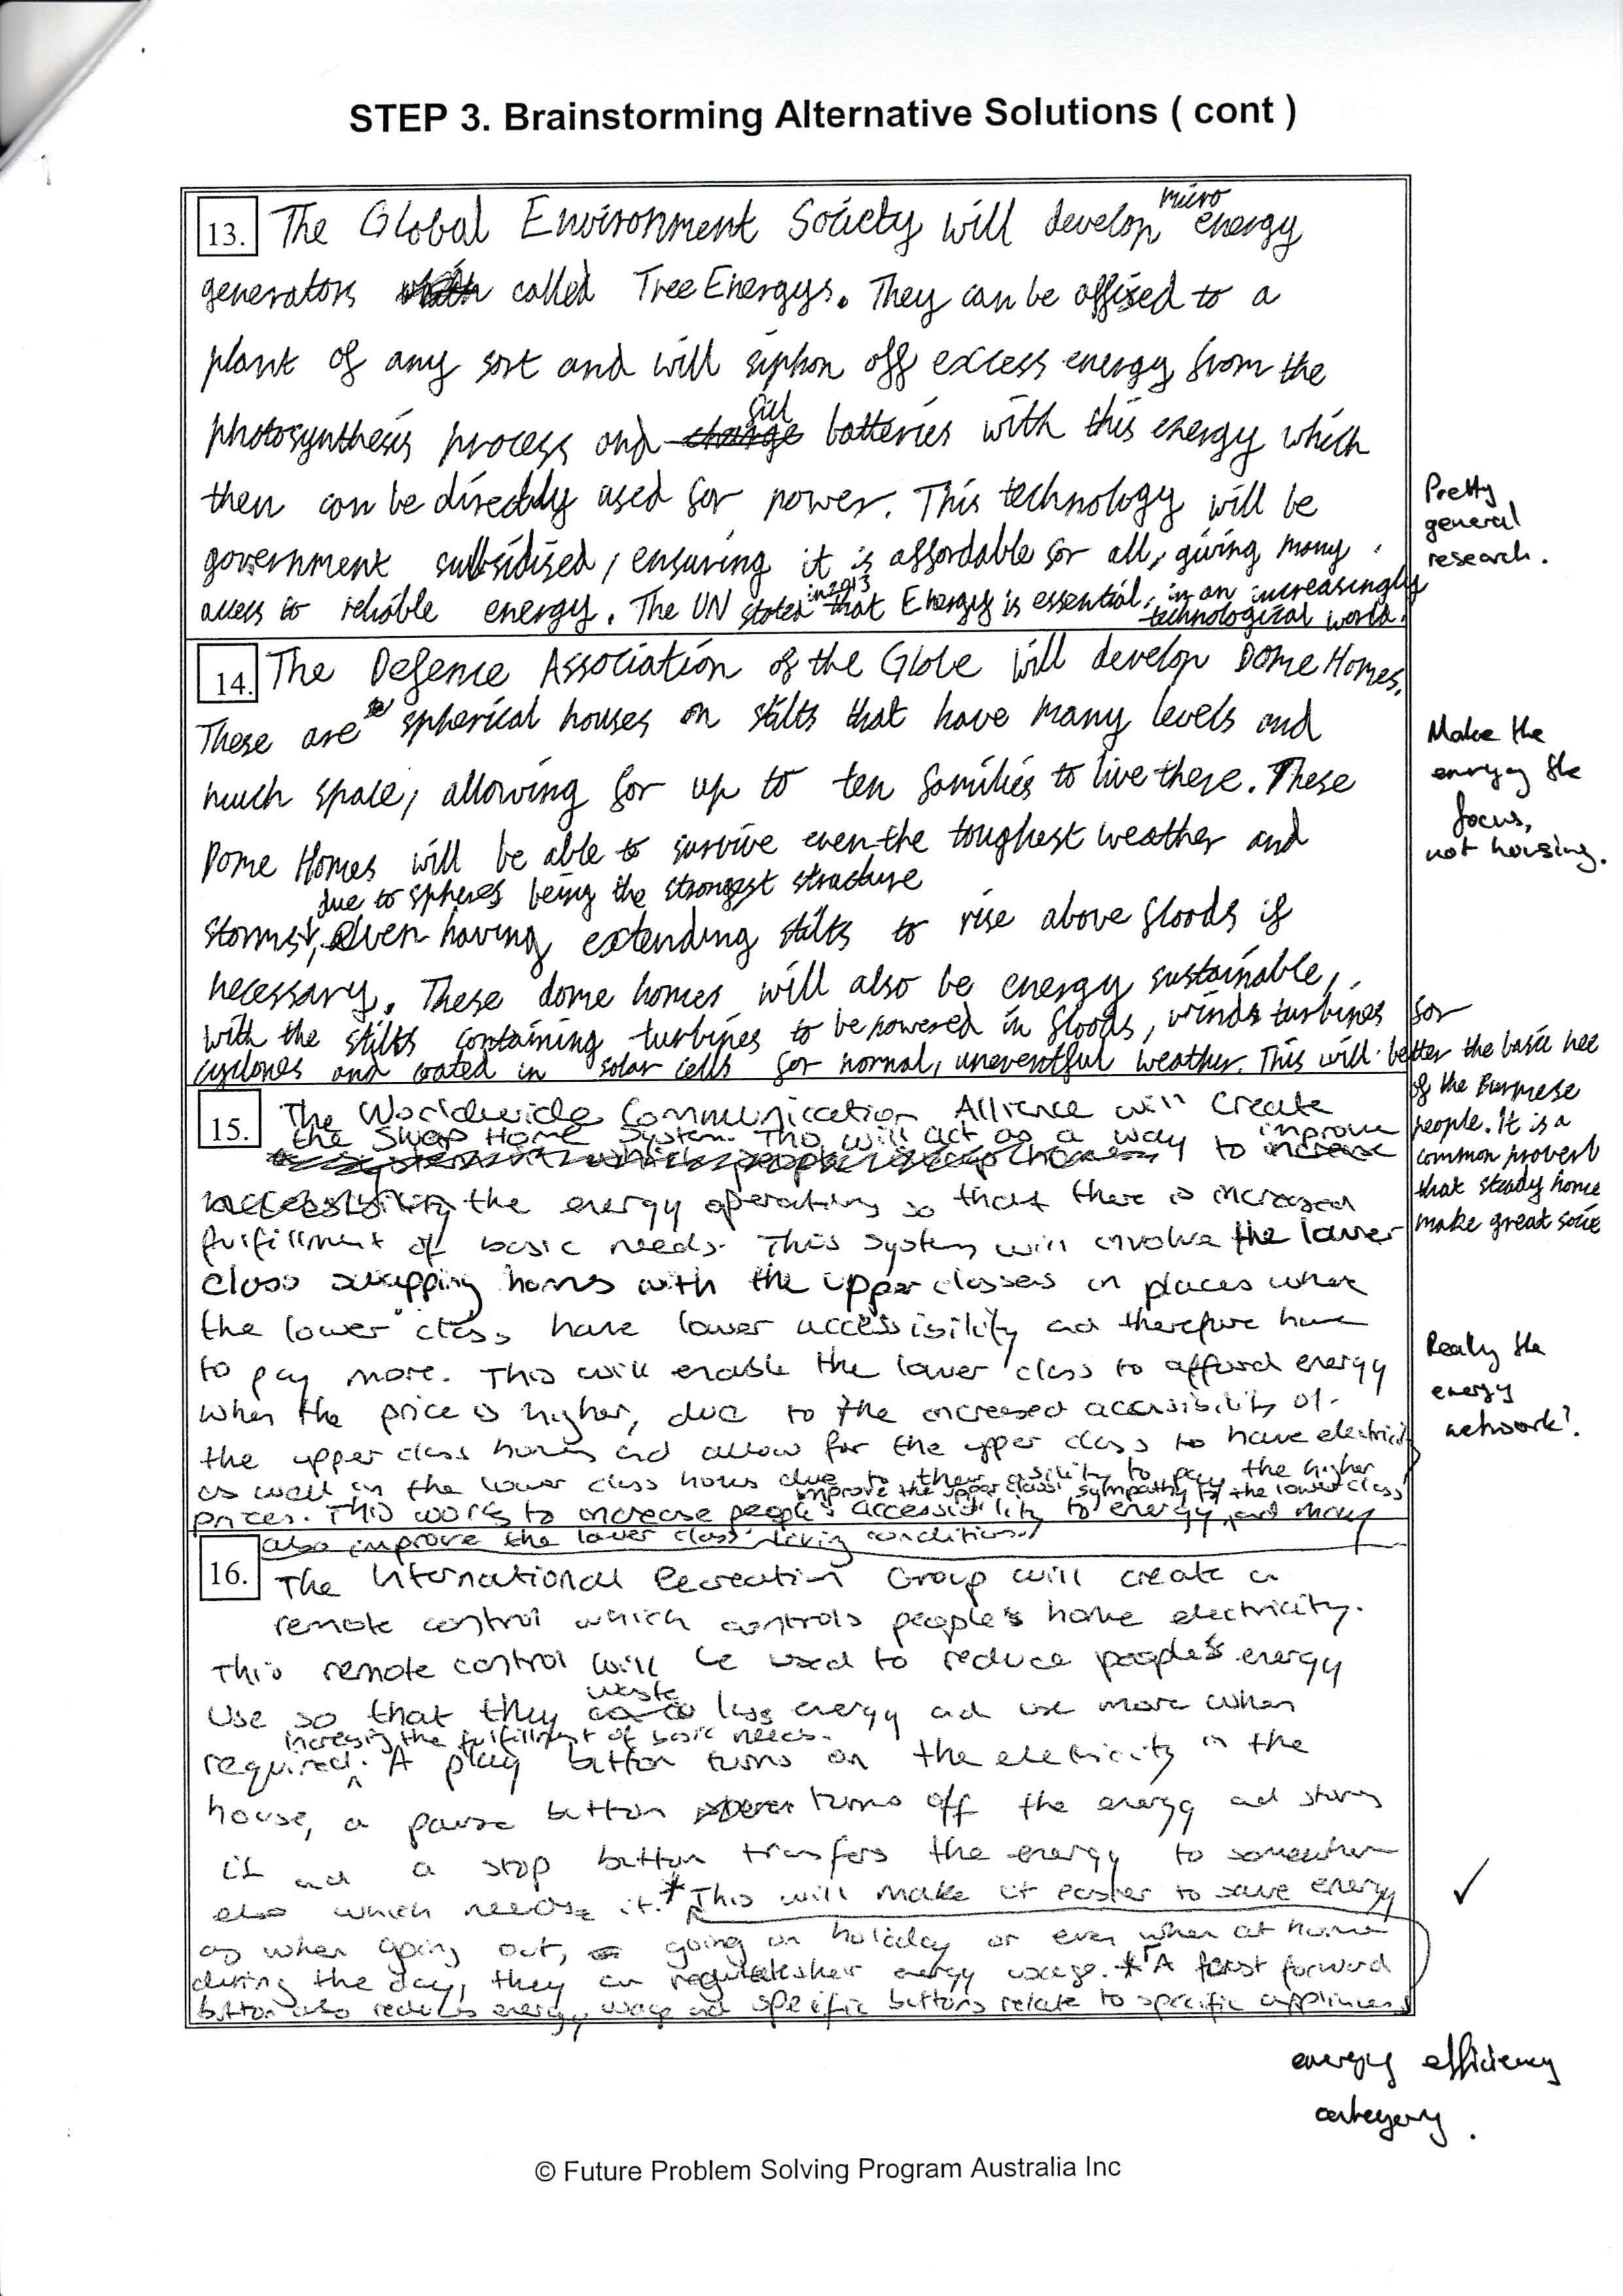 STEP 3. Brainstorming Alternative Solutions ( cont )
13. The Global Environment Society will develop micro energy
generators called TreeEnergys. They can be affixed to a
plant of any sort and will siphon off excess energy from the
photosynthesis process and fill batteries with this energy which
then can be directly used for power. This technology will be
government subsidised, ensuring it is affordable for all, giving many
access to reliable energy. The UN stated in 2013 that Energy is essential, in an increasingly
technological world.
Pretty
general
research.
14. The Defence Association of the Globe will develop Dome Homes.
These are spherical houses on stilts that have many levels and
much space, allowing for up to ten families to live there. These
Dome Homes will be able to survive even the toughest weather and
due to spheres being the strongest structure
storms, even having extending stilts to rise above floods if
necessary. These dome homes will also be energy sustainable,
with the stilts containing turbines to be powered in floods, winds turbines for
cyclones and coated in solar cells for normal, uneventful weather. This will better the basic nee
of the Burmese
people. It is a
common proverb
that steady home
make great socie
Make the
energy the
focus,
not housing.
15. The Worldwide Communication Alliance will create
the Swap Home System. This will act as a way to improve
the energy operating so that there is increased
fulfillment of basic needs. This system will involve the lower
class swapping homes with the upper classes in places where
the lower class have lower accessibility and therefore have
to pay more. This will enable the lower class to afford energy
when the price is higher, due to the increased accessibility of
the upper class homes and allow for the upper class to have electricity
as well in the lower class homes due to their ability to pay the higher
prices. This works to increase people's accessibility to energy, improve the upper class' sympathy to the lower class and may
also improve the lower class' living conditions.
Really the
energy
network?
16. The International Recreation Group will create a
remote control which controls people's home electricity.
This remote control will be used to reduce people's energy
use so that they waste less energy and use more when
required, increasing the fulfillment of basic needs. A play button turns on the electricity in the
house, a pause button turns off the energy and stores
it and a stop button transfers the energy to somewhere
else which needs it.* This will make it easier to save energy
as when going out, going on holiday or even when at home
during the day, they can regulate their energy usage. * A fast forward
button also reduces energy usage and specific buttons relate to specific appliances
✓
energy efficiency
category.
© Future Problem Solving Program Australia Inc